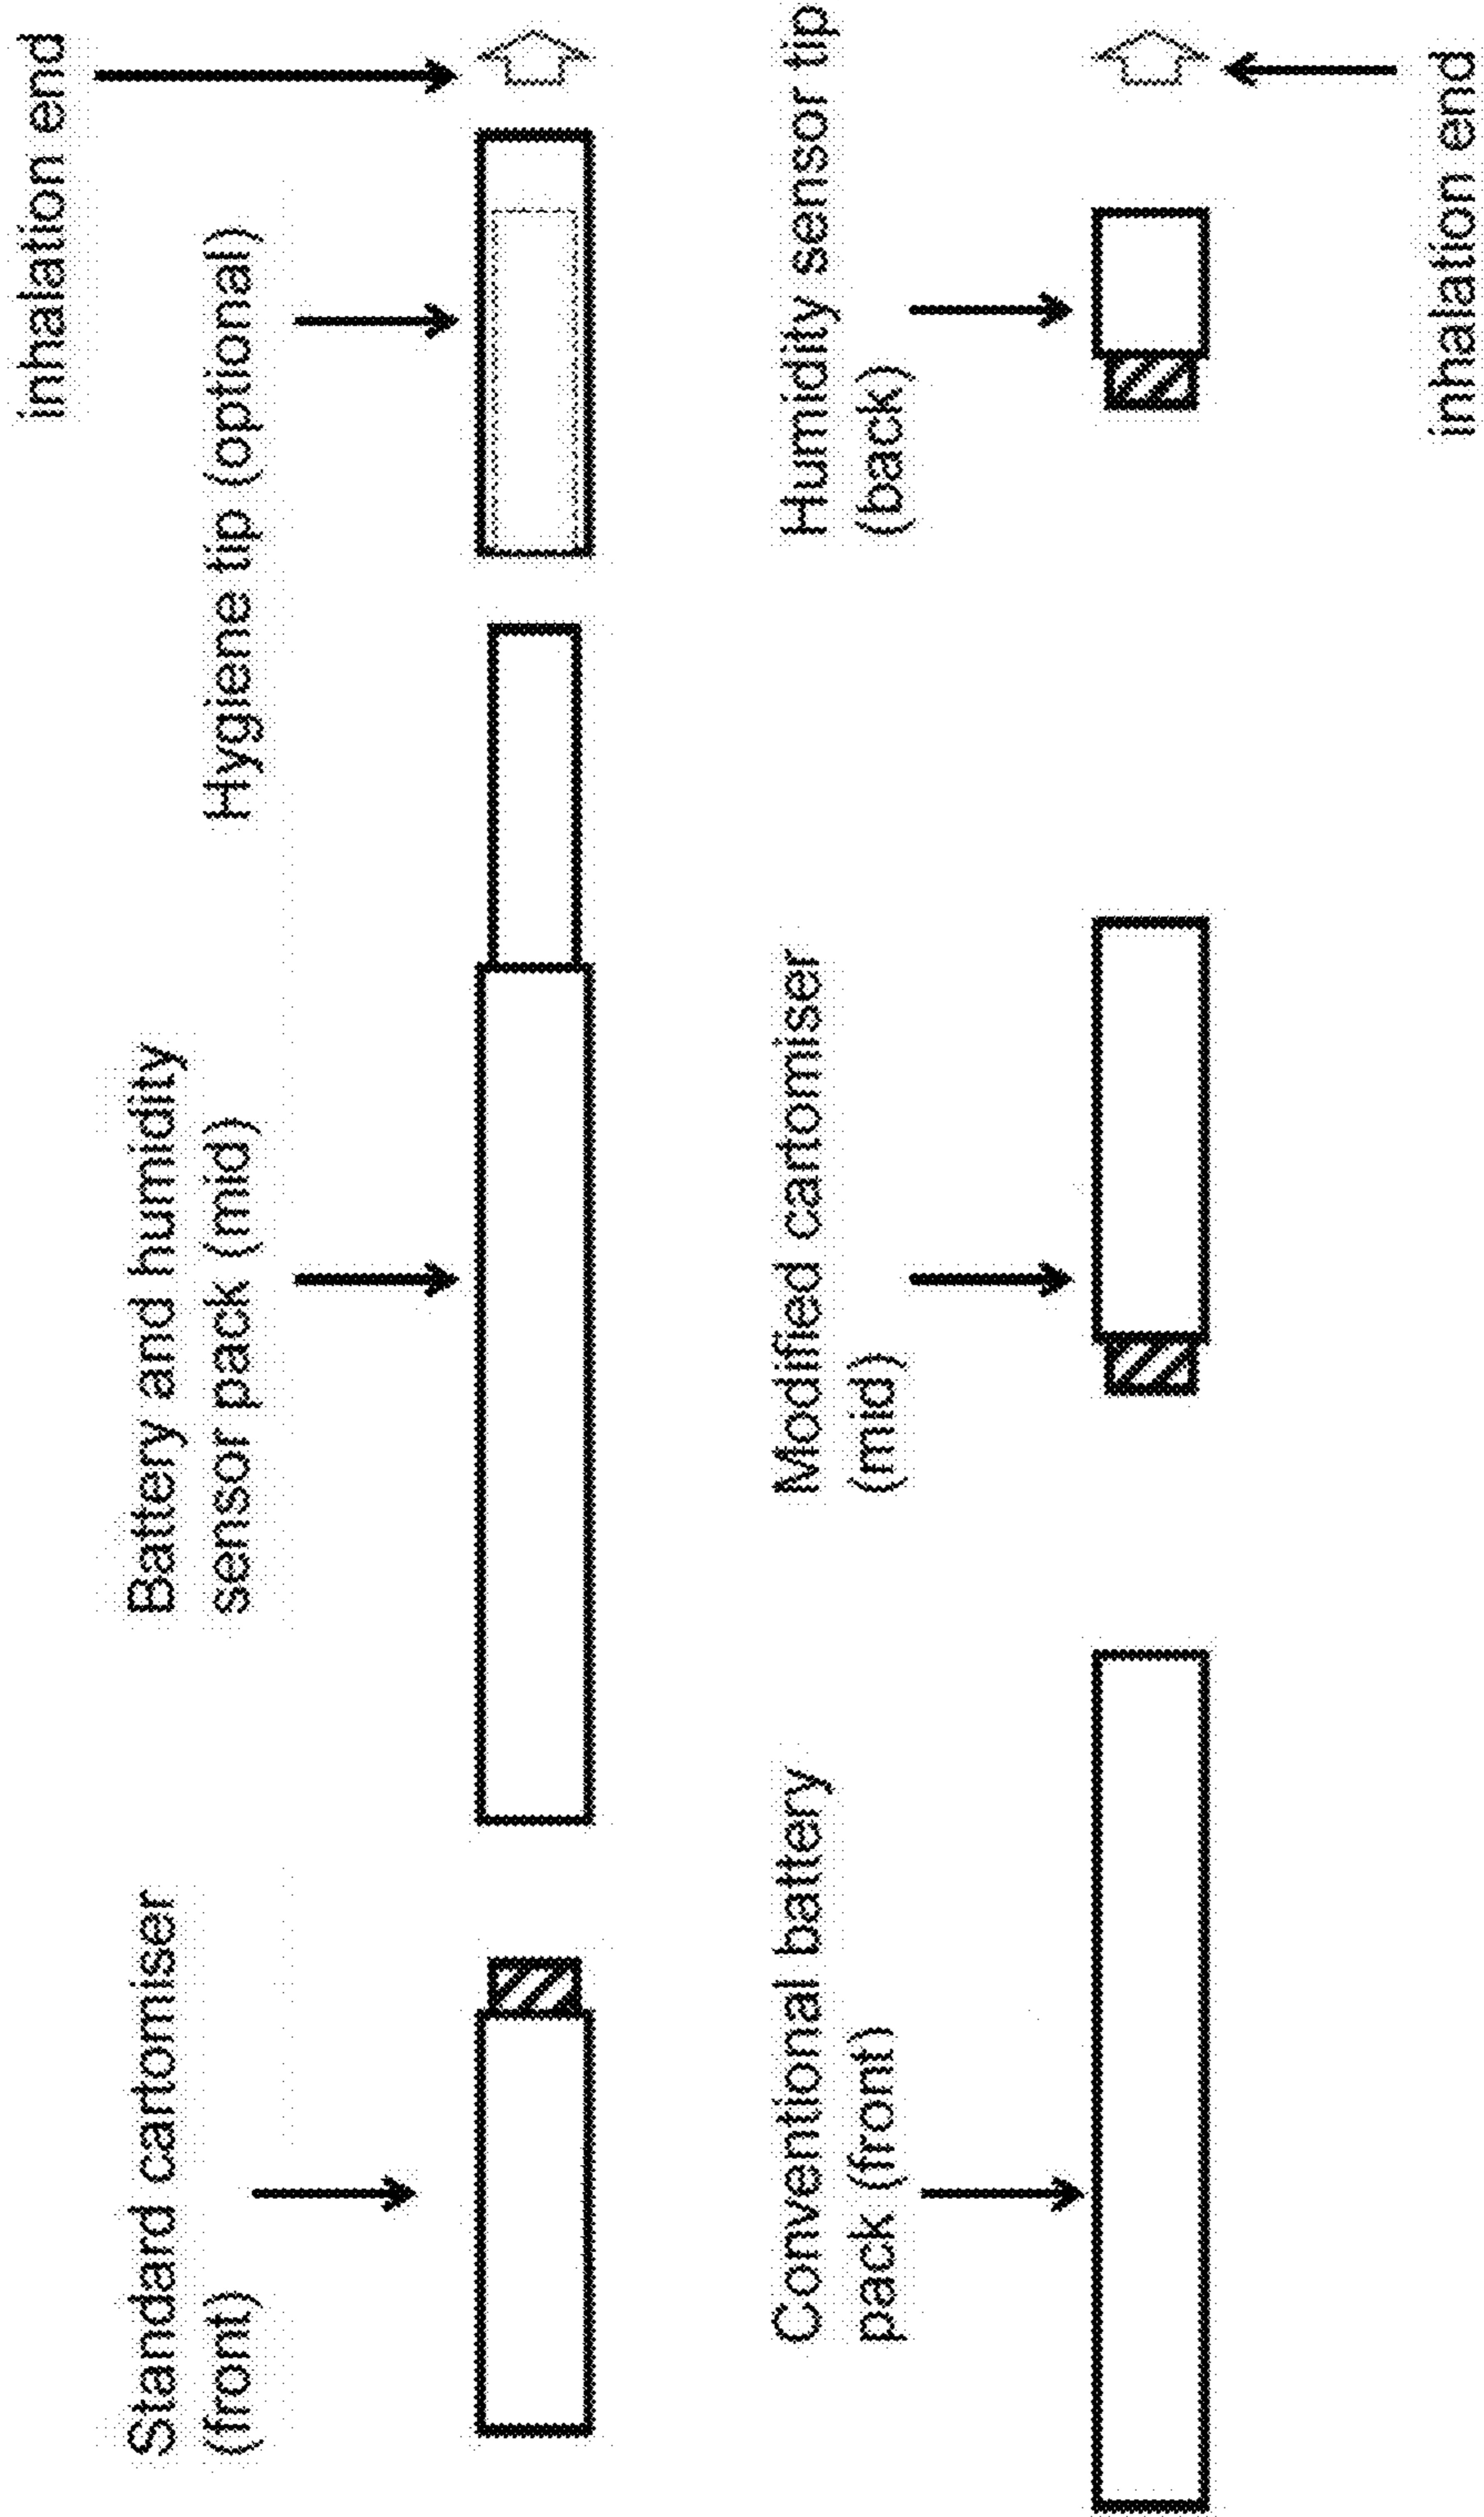 inhalation end
Standard cartomiser
(front)
Battery and humidity
sensor pack (mid)
Hygiene tip (optional)
Conventional battery
pack (front)
Modified cartomiser
(mid)
Humidity sensor tip
(back)
inhalation end